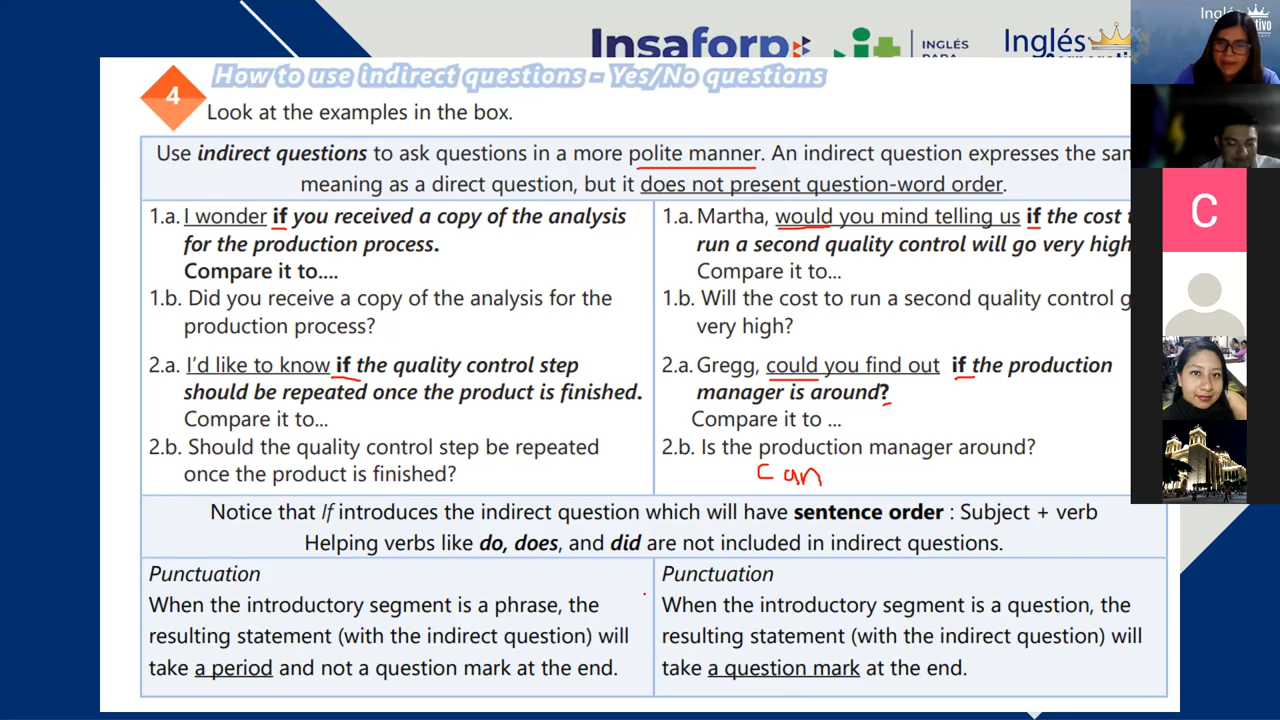 Insaforp
INGLÉS
Inglés
Inglé
4
How to use indirect questions - Yes/No questions
Look at the examples in the box.
Use indirect questions to ask questions in a more polite manner. An indirect question expresses the
meaning as a direct question, but it does not present question-word order.
1.a. I wonder if you received a copy of the analysis
for the production process.
Compare it to....
1.b. Did you receive a copy of the analysis for the
production process?
2.a. I'd like to know if the quality control step
should be repeated once the product is finished.
Compare it to...
2.b. Should the quality control step be repeated
once the product is finished?
1.a. Martha, would you mind telling us if the cost
run a second quality control will go very high
Compare it to...
1.b. Will the cost to run a second quality control
very high?
2.a. Gregg, could you find out if the production
manager is around?
Compare it to ...
2.b. Is the production manager around?
can
Notice that If introduces the indirect question which will have sentence order : Subject + verb
Helping verbs like do, does, and did are not included in indirect questions.
Punctuation
When the introductory segment is a phrase, the
resulting statement (with the indirect question) will
take a period and not a question mark at the end.
Punctuation
When the introductory segment is a question, the
resulting statement (with the indirect question) will
take a question mark at the end.
C